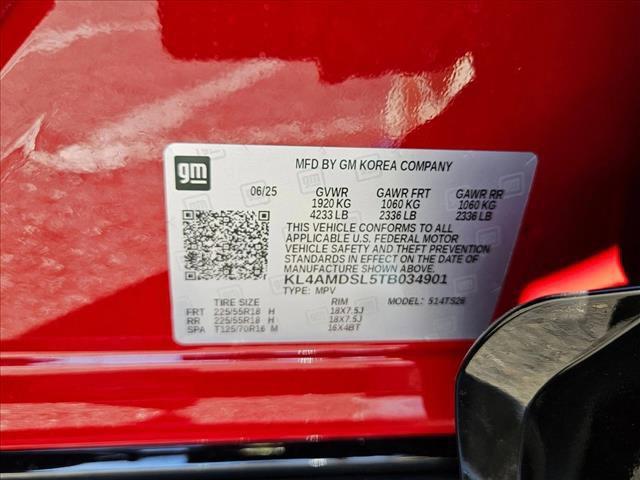 gm
MFD BY GM KOREA COMPANY
06/25 GVWR GAWR FRT GAWR RR
1920 KG 1060 KG 1060 KG
4233 LB 2336 LB 2336 LB
THIS VEHICLE CONFORMS TO ALL
APPLICABLE U.S. FEDERAL MOTOR
VEHICLE SAFETY AND THEFT PREVENTION
STANDARDS IN EFFECT ON THE DATE OF
MANUFACTURE SHOWN ABOVE.
KL4AMDSL5TB034901
TYPE: MPV MODEL: 514TS26
TIRE SIZE RIM
FRT 225/55R18 H 18X7.5J
RR 225/55R18 H 18X7.5J
SPA T125/70R16 M 16X4BT